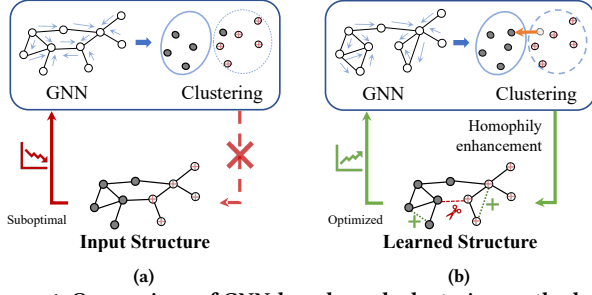 GNN
Clustering
GNN
Clustering
Homophily
enhancement
Suboptimal
Optimized
Input Structure
Learned Structure
(a)
(b)